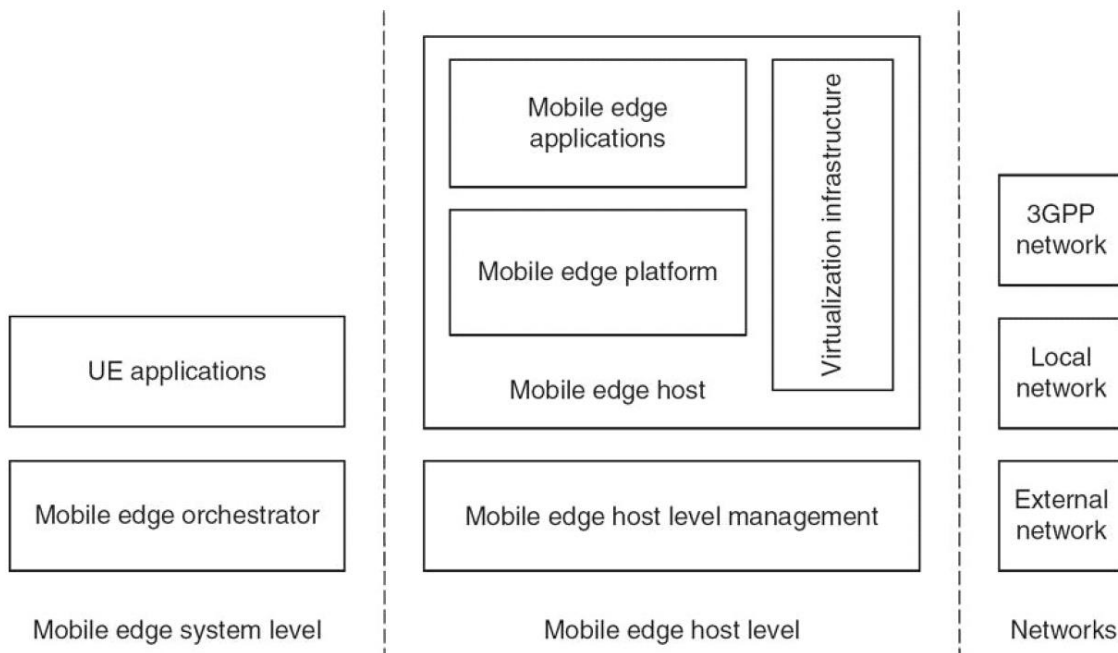 UE applications
Mobile edge orchestrator
Mobile edge system level
Mobile edge
applications
Mobile edge platform
Virtualization infrastructure
Mobile edge host
Mobile edge host level management
Mobile edge host level
3GPP
network
Local
network
External
network
Networks